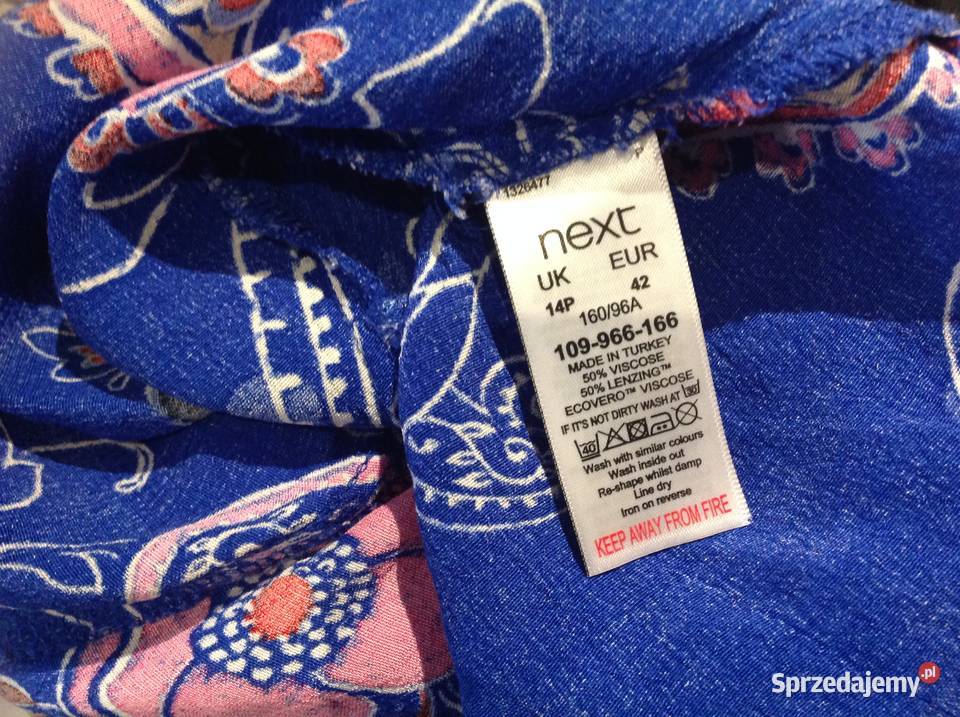 1326477
next
UK EUR
14P 42
160/96A
109-966-166
MADE IN TURKEY
50% VISCOSE
50% LENZING™
ECOVERO™ VISCOSE
IF IT'S NOT DIRTY WASH AT 30
40
Wash with similar colours
Wash inside out
Re-shape whilst damp
Line dry
Iron on reverse
KEEP AWAY FROM FIRE
Sprzedajemy.pl